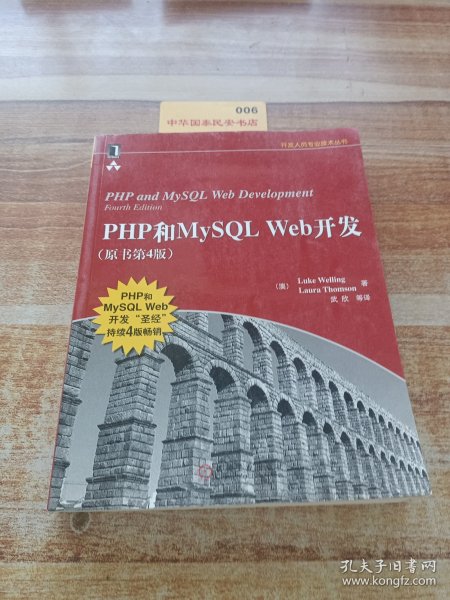 006
中华国泰民安书店
开发人员专业技术丛书
PHP and MySQL Web Development
Fourth Edition
PHP和MySQL Web开发
(原书第4版)
(澳) Luke Welling
Laura Thomson 著
武欣 等译
PHP和
MySQL Web
开发“圣经”
持续4版畅销
孔夫子旧书网
www.kongfz.com